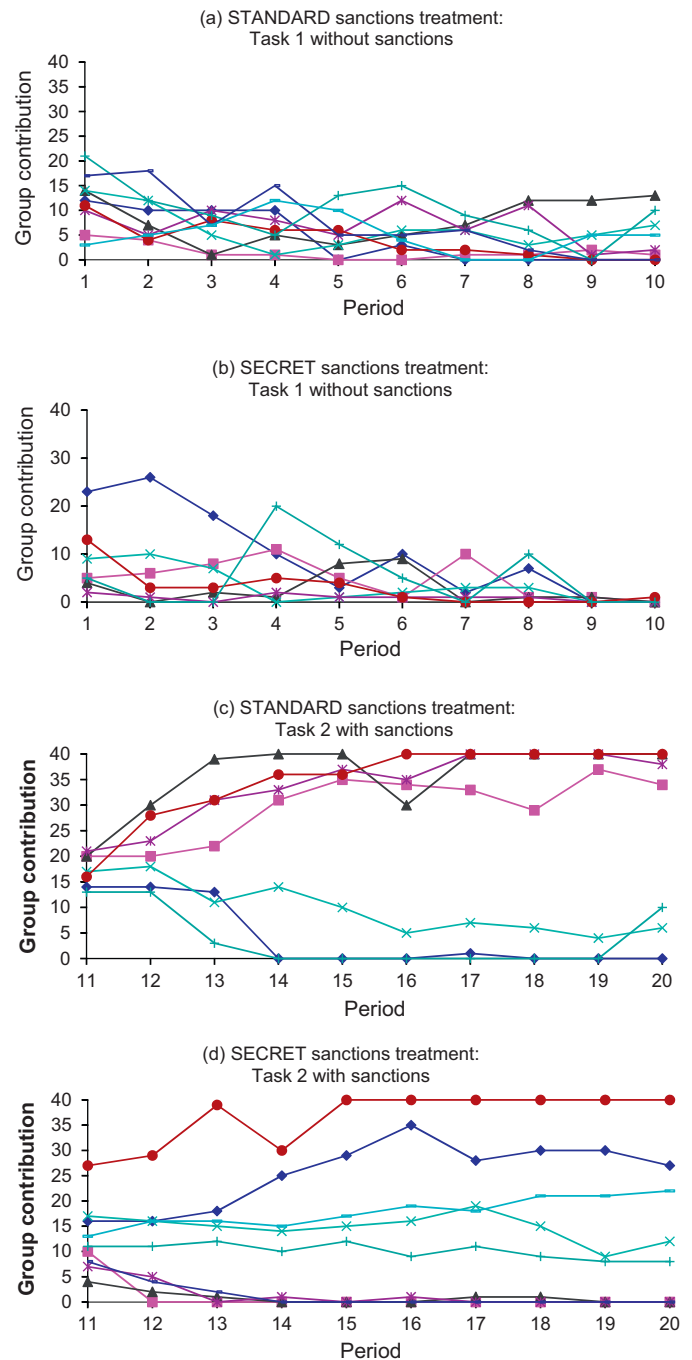 (a) STANDARD sanctions treatment:
Task 1 without sanctions
Group contribution
40
35
30
25
20
15
10
5
0
1 2 3 4 5 6 7 8 9 10
Period
(b) SECRET sanctions treatment:
Task 1 without sanctions
Group contribution
40
30
20
10
0
1 2 3 4 5 6 7 8 9 10
Period
(c) STANDARD sanctions treatment:
Task 2 with sanctions
Group contribution
40
35
30
25
20
15
10
5
0
11 12 13 14 15 16 17 18 19 20
Period
(d) SECRET sanctions treatment:
Task 2 with sanctions
Group contribution
40
35
30
25
20
15
10
5
0
11 12 13 14 15 16 17 18 19 20
Period